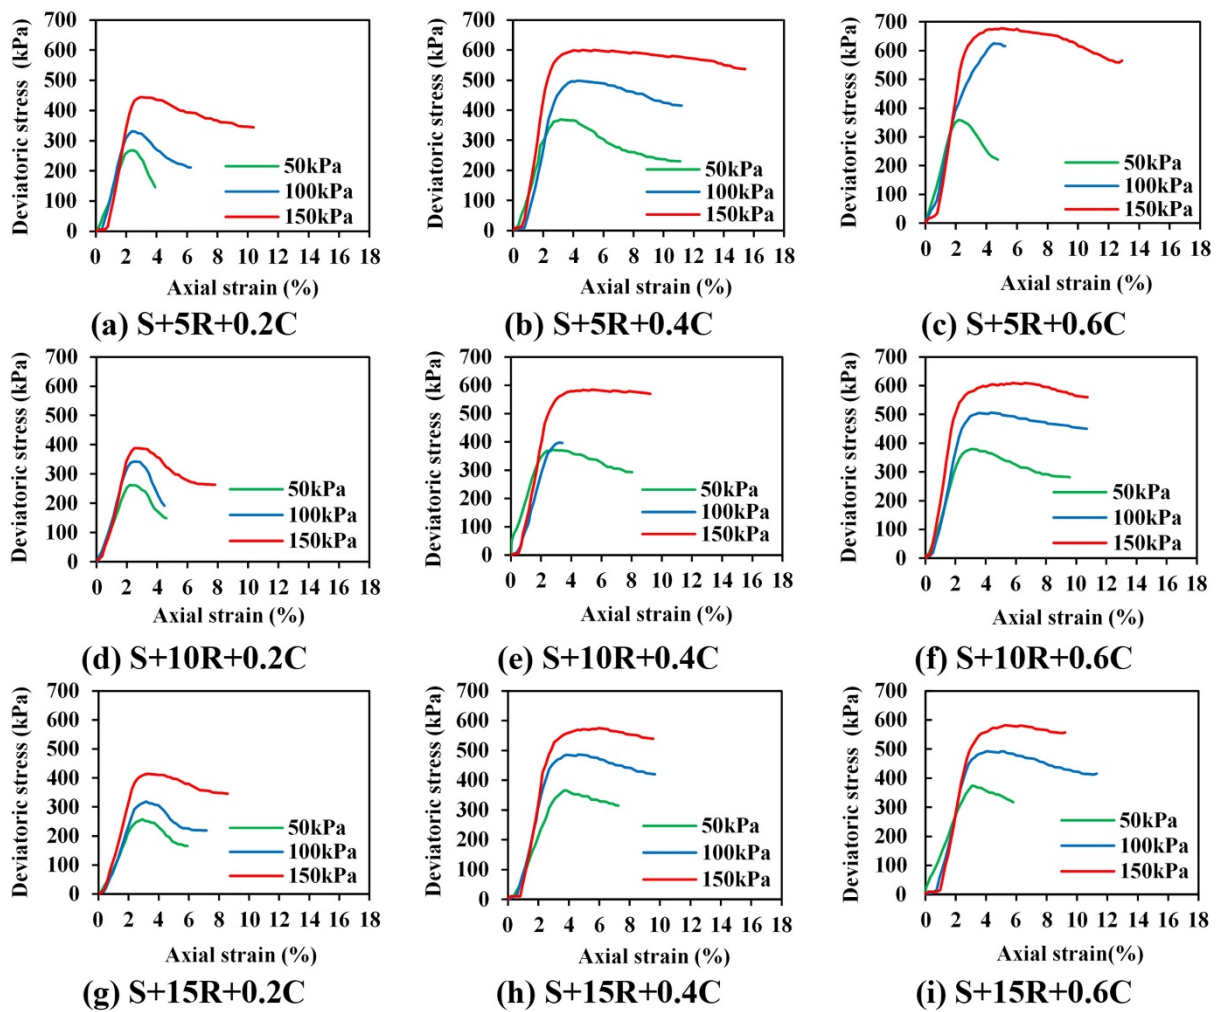 Deviatoric stress (kPa)
700
600
500
400
300
200
100
0
50kPa
100kPa
150kPa
0 2 4 6 8 10 12 14 16 18
Axial strain (%)
(a) S+5R+0.2C
Deviatoric stress (kPa)
700
600
500
400
300
200
100
0
50kPa
100kPa
150kPa
0 2 4 6 8 10 12 14 16 18
Axial strain (%)
(b) S+5R+0.4C
Deviatoric stress (kPa)
700
600
500
400
300
200
100
0
50kPa
100kPa
150kPa
0 2 4 6 8 10 12 14 16 18
Axial strain (%)
(c) S+5R+0.6C
Deviatoric stress (kPa)
700
600
500
400
300
200
100
0
50kPa
100kPa
150kPa
0 2 4 6 8 10 12 14 16 18
Axial strain (%)
(d) S+10R+0.2C
Deviatoric stress (kPa)
700
600
500
400
300
200
100
0
50kPa
100kPa
150kPa
0 2 4 6 8 10 12 14 16 18
Axial strain (%)
(e) S+10R+0.4C
Deviatoric stress (kPa)
700
600
500
400
300
200
100
0
50kPa
100kPa
150kPa
0 2 4 6 8 10 12 14 16 18
Axial strain (%)
(f) S+10R+0.6C
Deviatoric stress (kPa)
700
600
500
400
300
200
100
0
50kPa
100kPa
150kPa
0 2 4 6 8 10 12 14 16 18
Axial strain (%)
(g) S+15R+0.2C
Deviatoric stress (kPa)
700
600
500
400
300
200
100
0
50kPa
100kPa
150kPa
0 2 4 6 8 10 12 14 16 18
Axial strain (%)
(h) S+15R+0.4C
Deviatoric stress (kPa)
700
600
500
400
300
200
100
0
50kPa
100kPa
150kPa
0 2 4 6 8 10 12 14 16 18
Axial strain(%)
(i) S+15R+0.6C